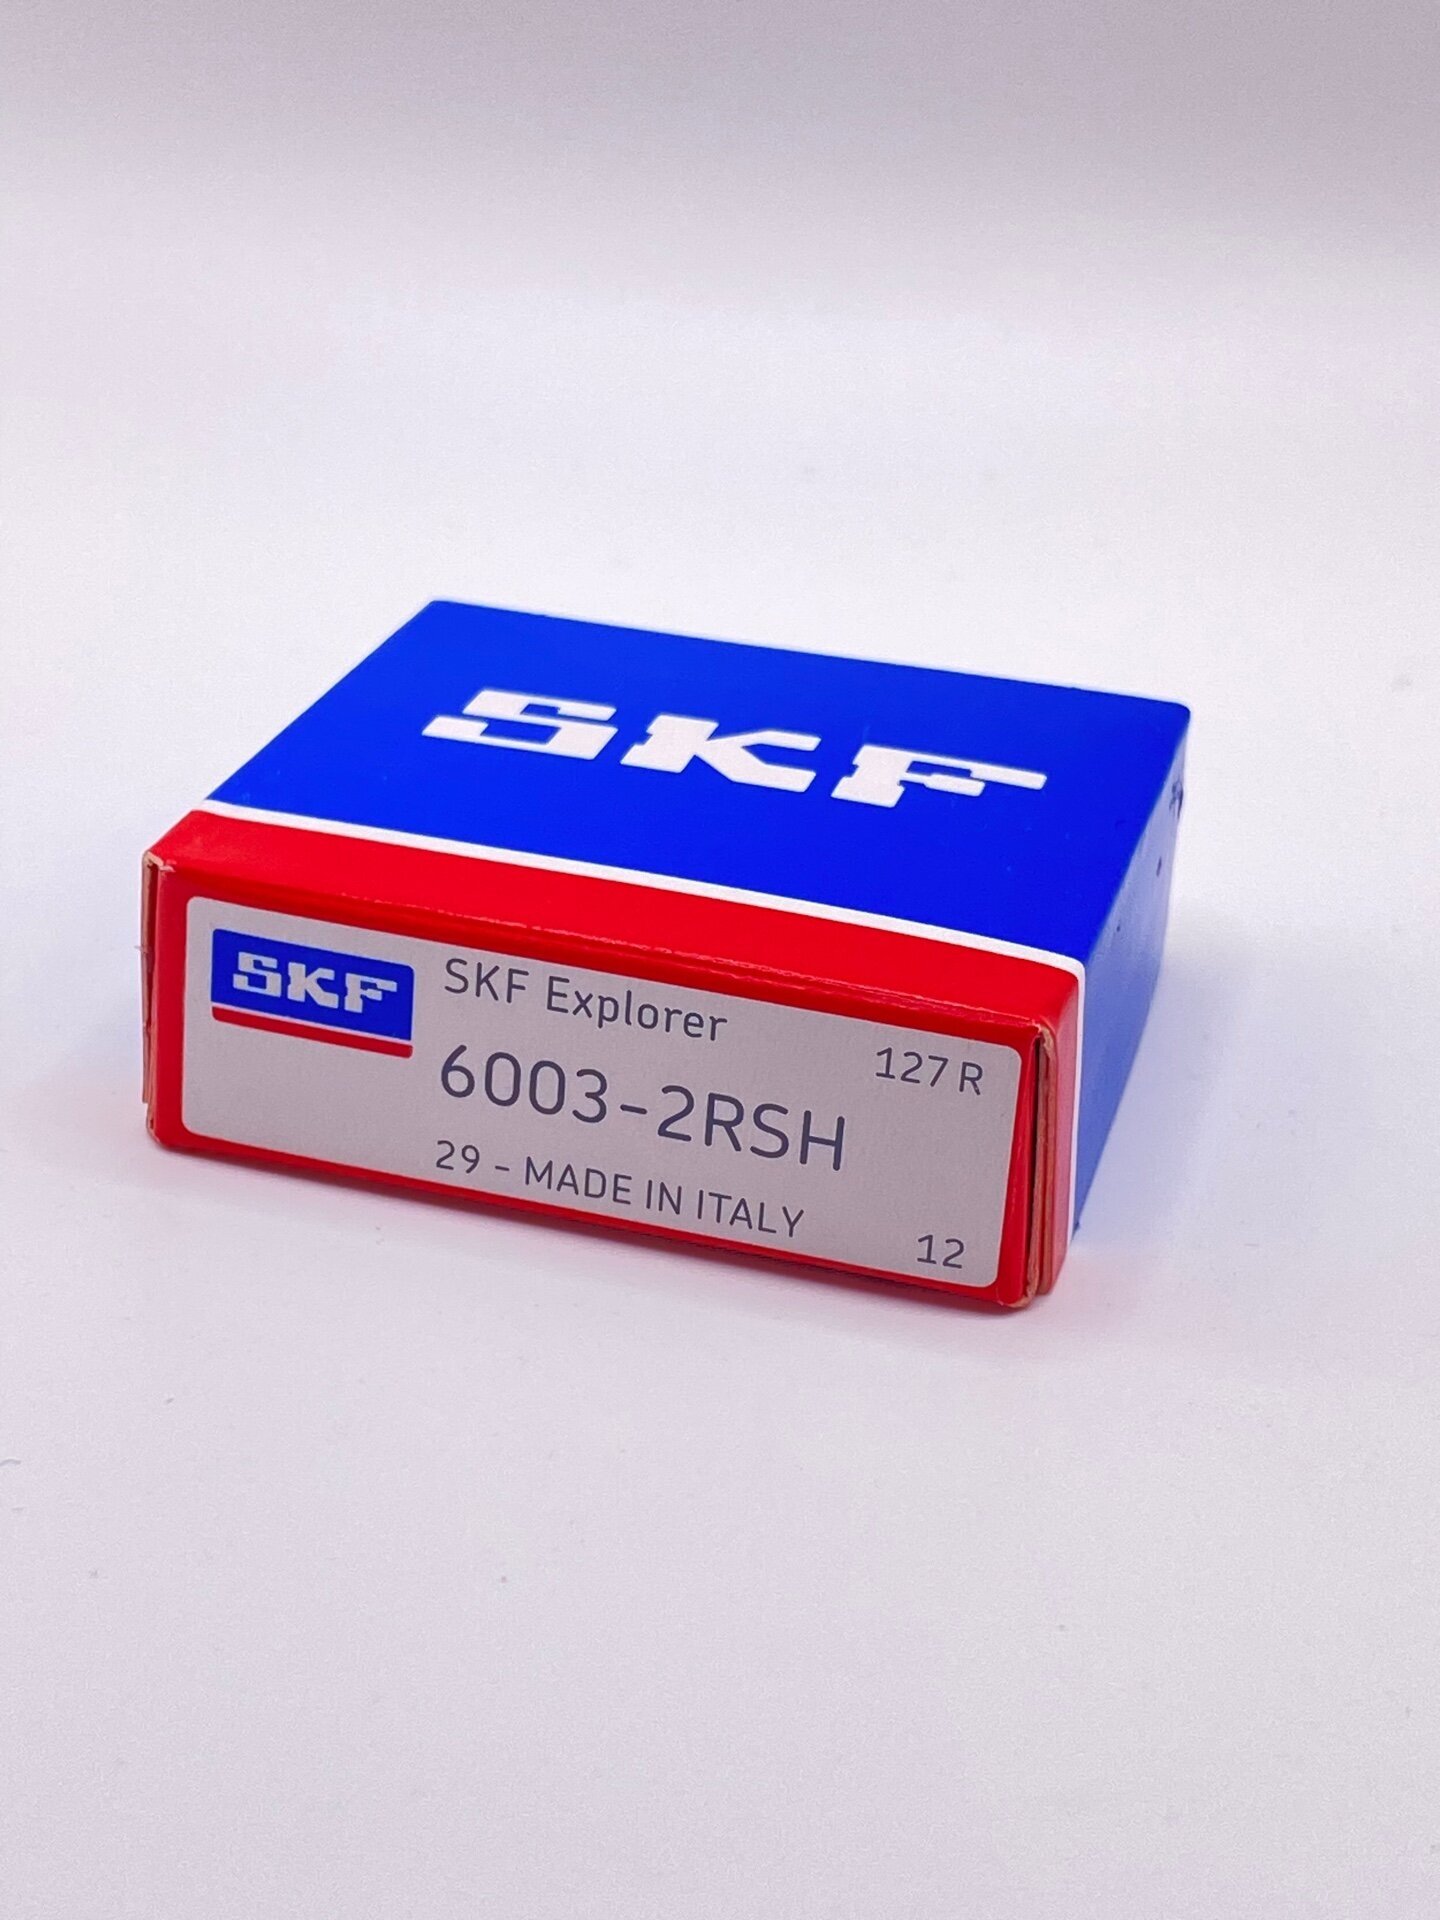 SKF
SKF
SKF Explorer
127 R
6003-2RSH
29 - MADE IN ITALY
12